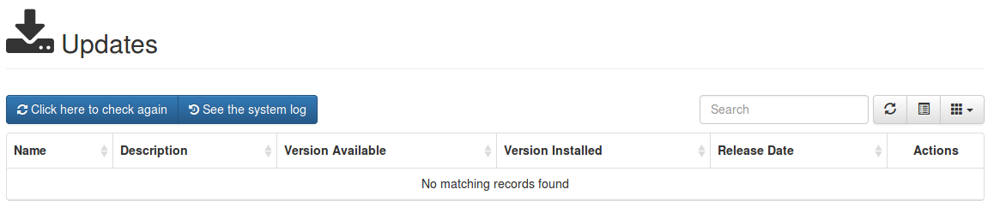 Updates
Click here to check again See the system log Search
Name Description Version Available Version Installed Release Date Actions
No matching records found